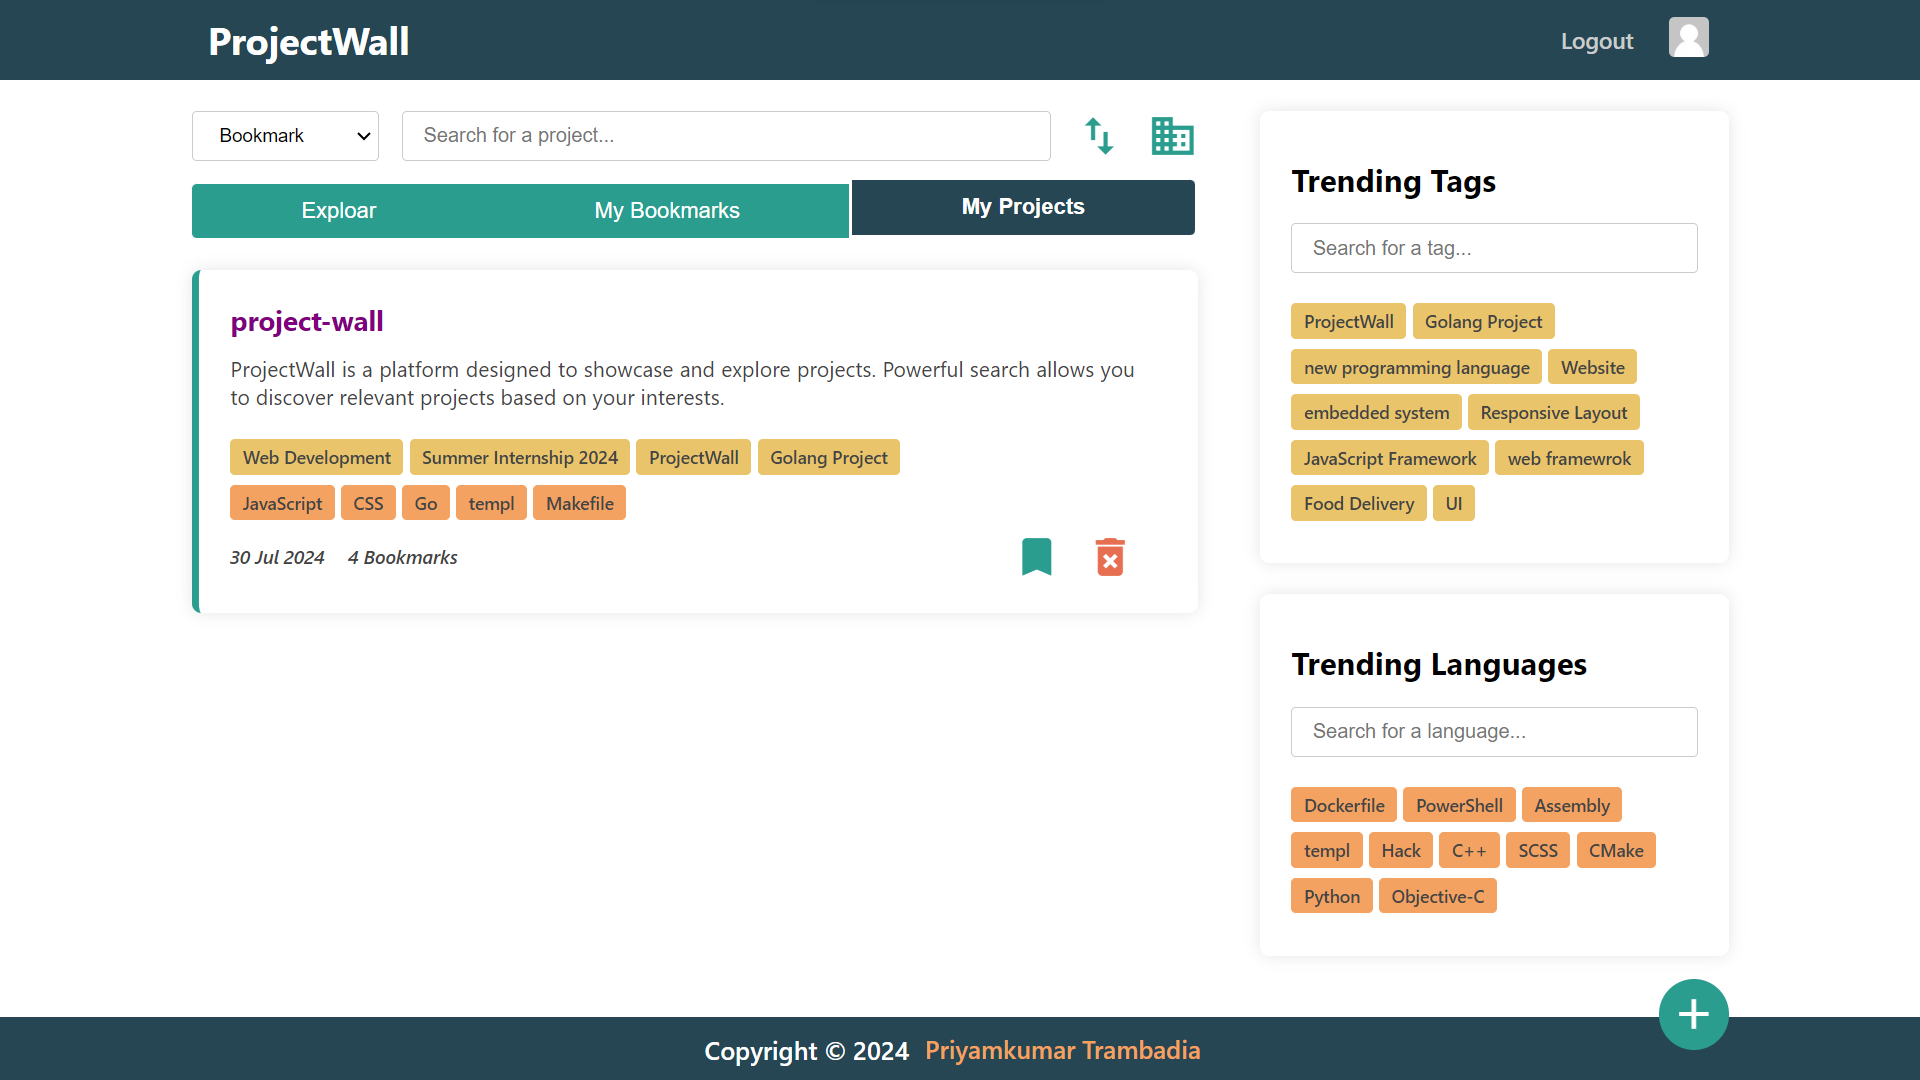 ProjectWall
Logout
Bookmark
Search for a project...
Exploar
My Bookmarks
My Projects
project-wall
ProjectWall is a platform designed to showcase and explore projects. Powerful search allows you
to discover relevant projects based on your interests.
Web Development Summer Internship 2024 ProjectWall Golang Project
JavaScript CSS Go templ Makefile
30 Jul 2024 4 Bookmarks
Trending Tags
Search for a tag...
ProjectWall Golang Project
new programming language Website
embedded system Responsive Layout
JavaScript Framework web framewrok
Food Delivery UI
Trending Languages
Search for a language...
Dockerfile PowerShell Assembly
templ Hack C++ SCSS CMake
Python Objective-C
Copyright © 2024 Priyamkumar Trambadia